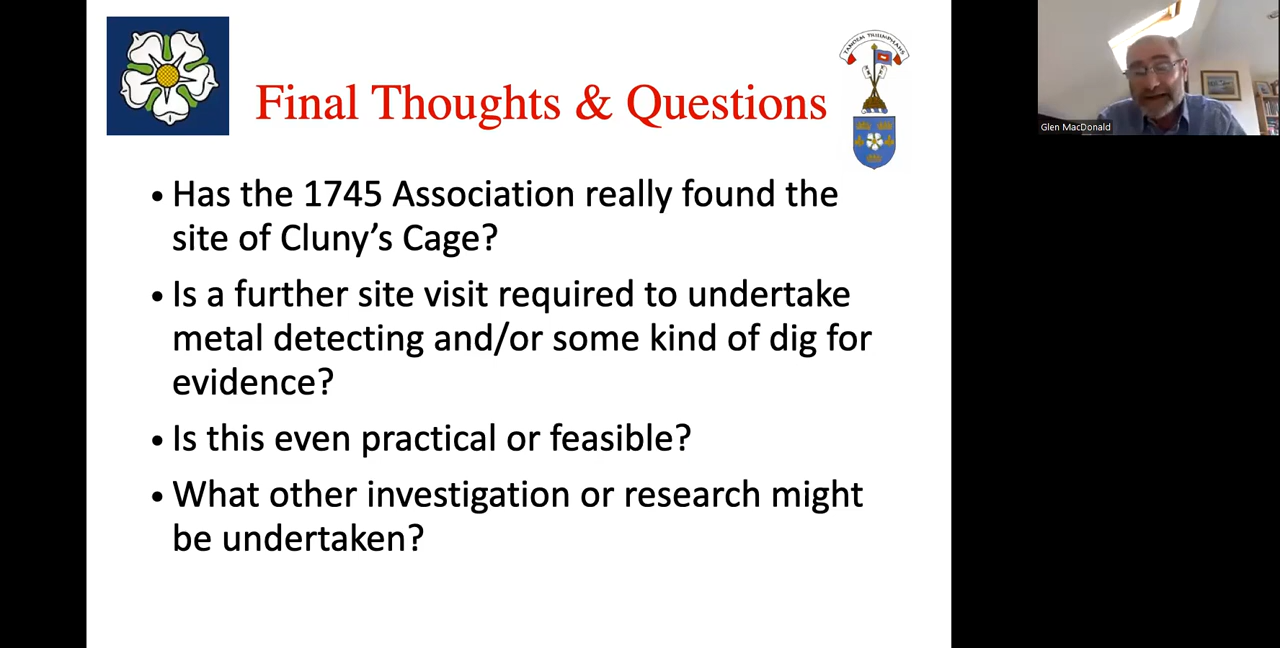 TANDEM TRIUMPHANS
Final Thoughts & Questions
Glen MacDonald
• Has the 1745 Association really found the
site of Cluny’s Cage?
• Is a further site visit required to undertake
metal detecting and/or some kind of dig for
evidence?
• Is this even practical or feasible?
• What other investigation or research might
be undertaken?